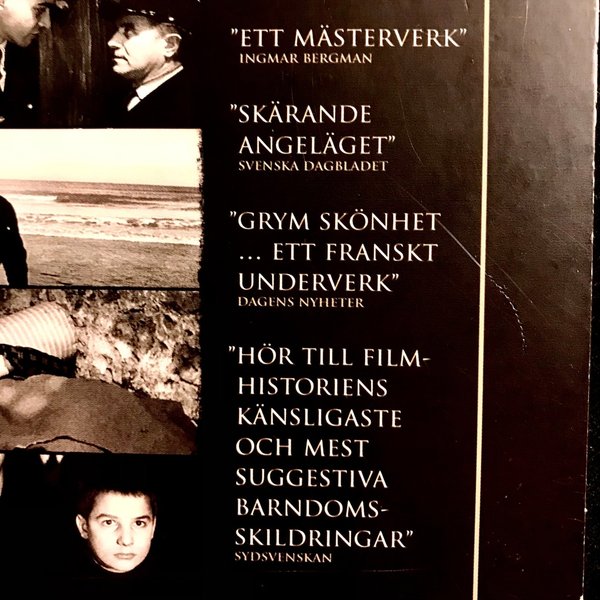 ”ETT MÄSTERVERK”
INGMAR BERGMAN
”SKÄRANDE
ANGELÄGET”
SVENSKA DAGBLADET
”GRYM SKÖNHET
... ETT FRANSKT
UNDERVERK”
DAGENS NYHETER
”HÖR TILL FILM-
HISTORIENS
KÄNSLIGASTE
OCH MEST
SUGGESTIVA
BARNDOMS-
SKILDRINGAR”
SYDSVENSKAN